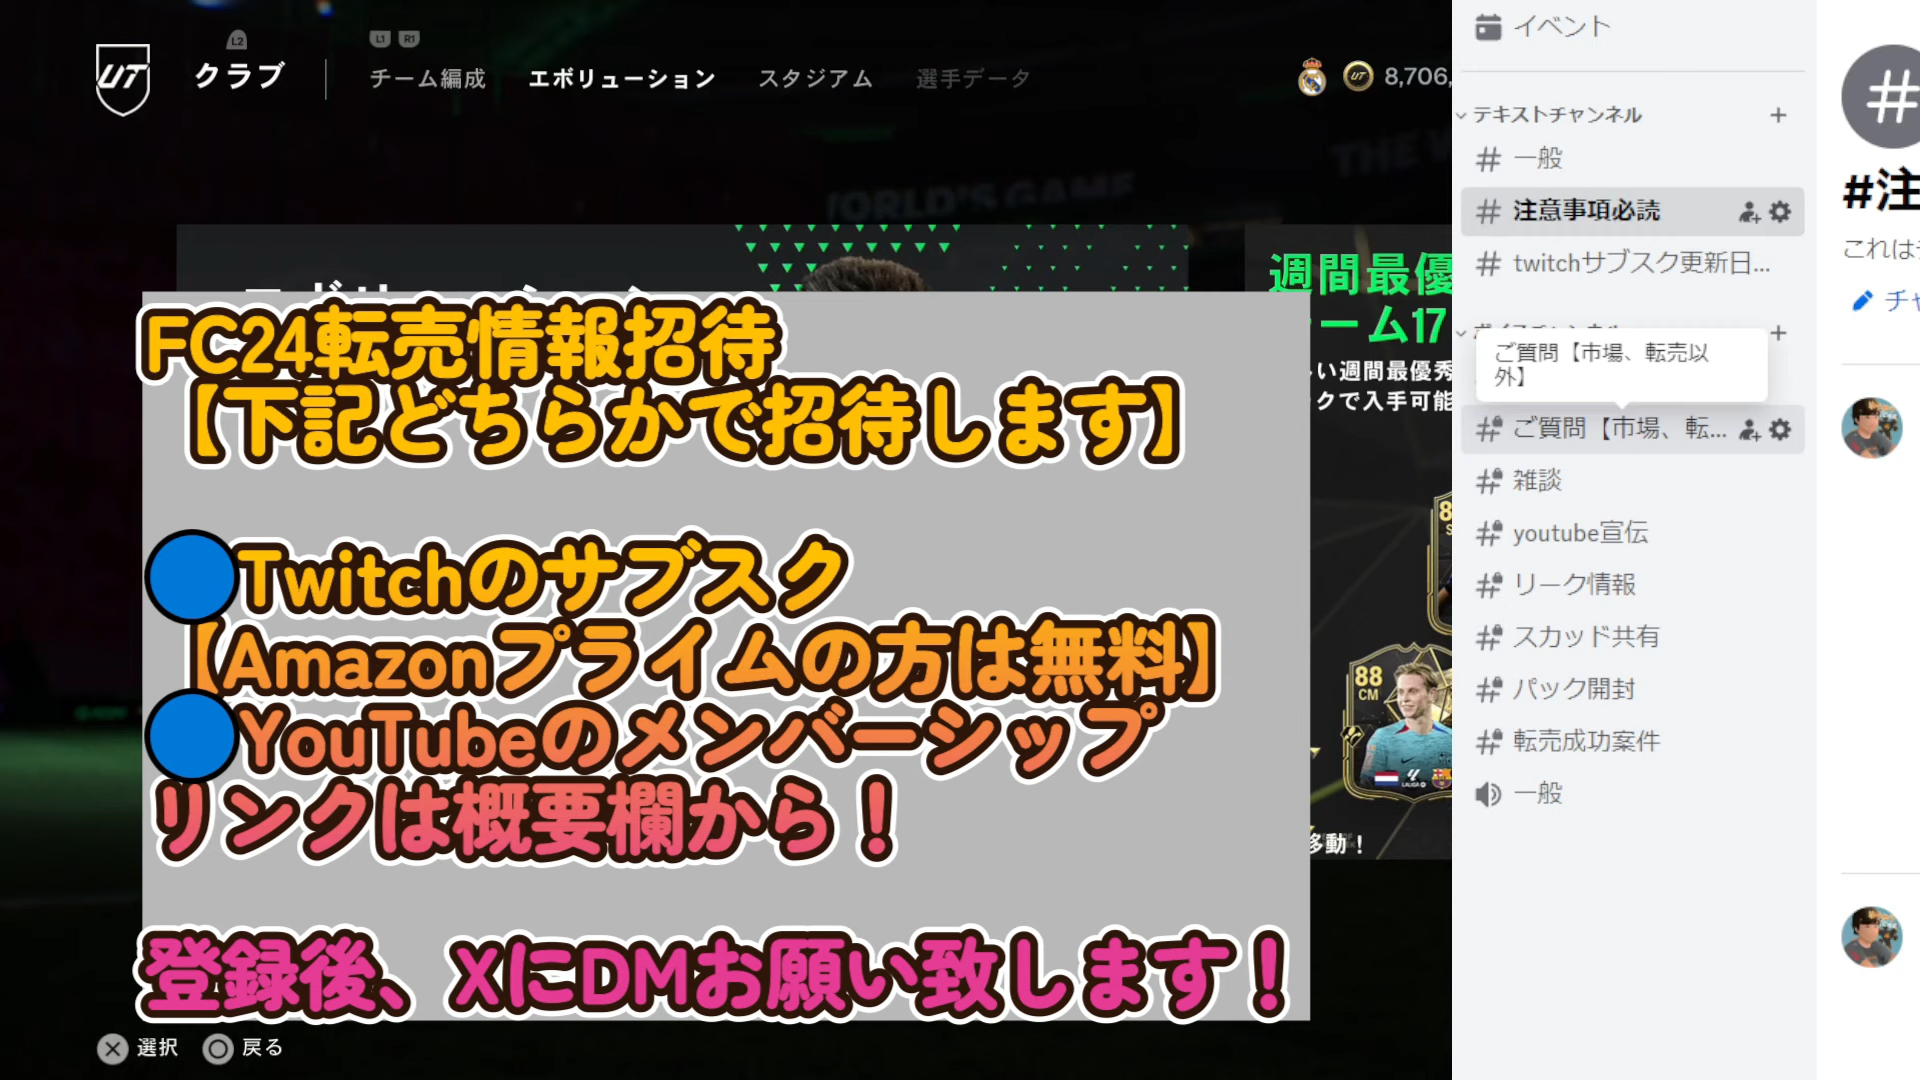 L2
L1 R1
UT
クラブ
チーム編成
エボリューション
スタジアム
選手データ
UT
8,706,
THE W
WORLD'S GAME
週間最優
ーム17
い週間最優秀
クで入手可能
FC24転売情報招待
【下記どちらかで招待します】
🔵Twitchのサブスク
【Amazonプライムの方は無料】
🔵YouTubeのメンバーシップ
リンクは概要欄から！
登録後、XにDMお願い致します！
88
CM
LALIGA
移動！
選択
戻る
イベント
テキストチャンネル
一般
注意事項必読
twitchサブスク更新日...
ご質問【市場、転売以
外】
ご質問【市場、転...
雑談
youtube宣伝
リーク情報
スカッド共有
パック開封
転売成功案件
一般
#
#注
これは
チャ